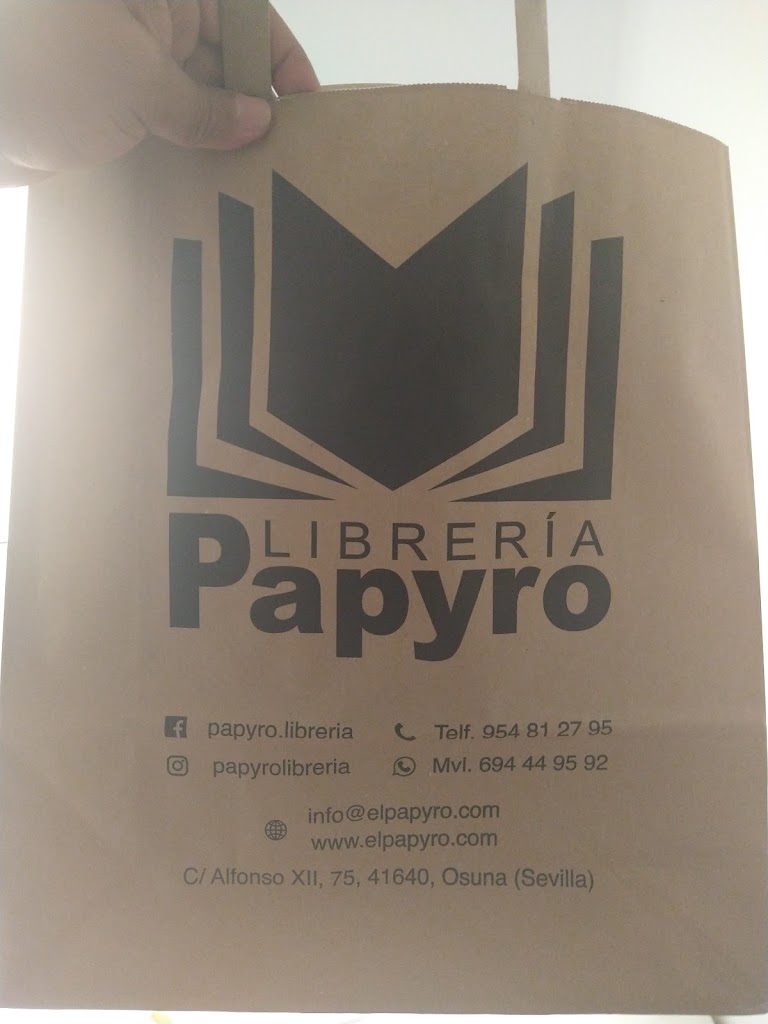 LIBRERÍA
Papyro
papyro.libreria
Telf. 954 81 27 95
papyrolibreria
Mvl. 694 44 95 92
info@elpapyro.com
www.elpapyro.com
C/ Alfonso XII, 75, 41640, Osuna (Sevilla)